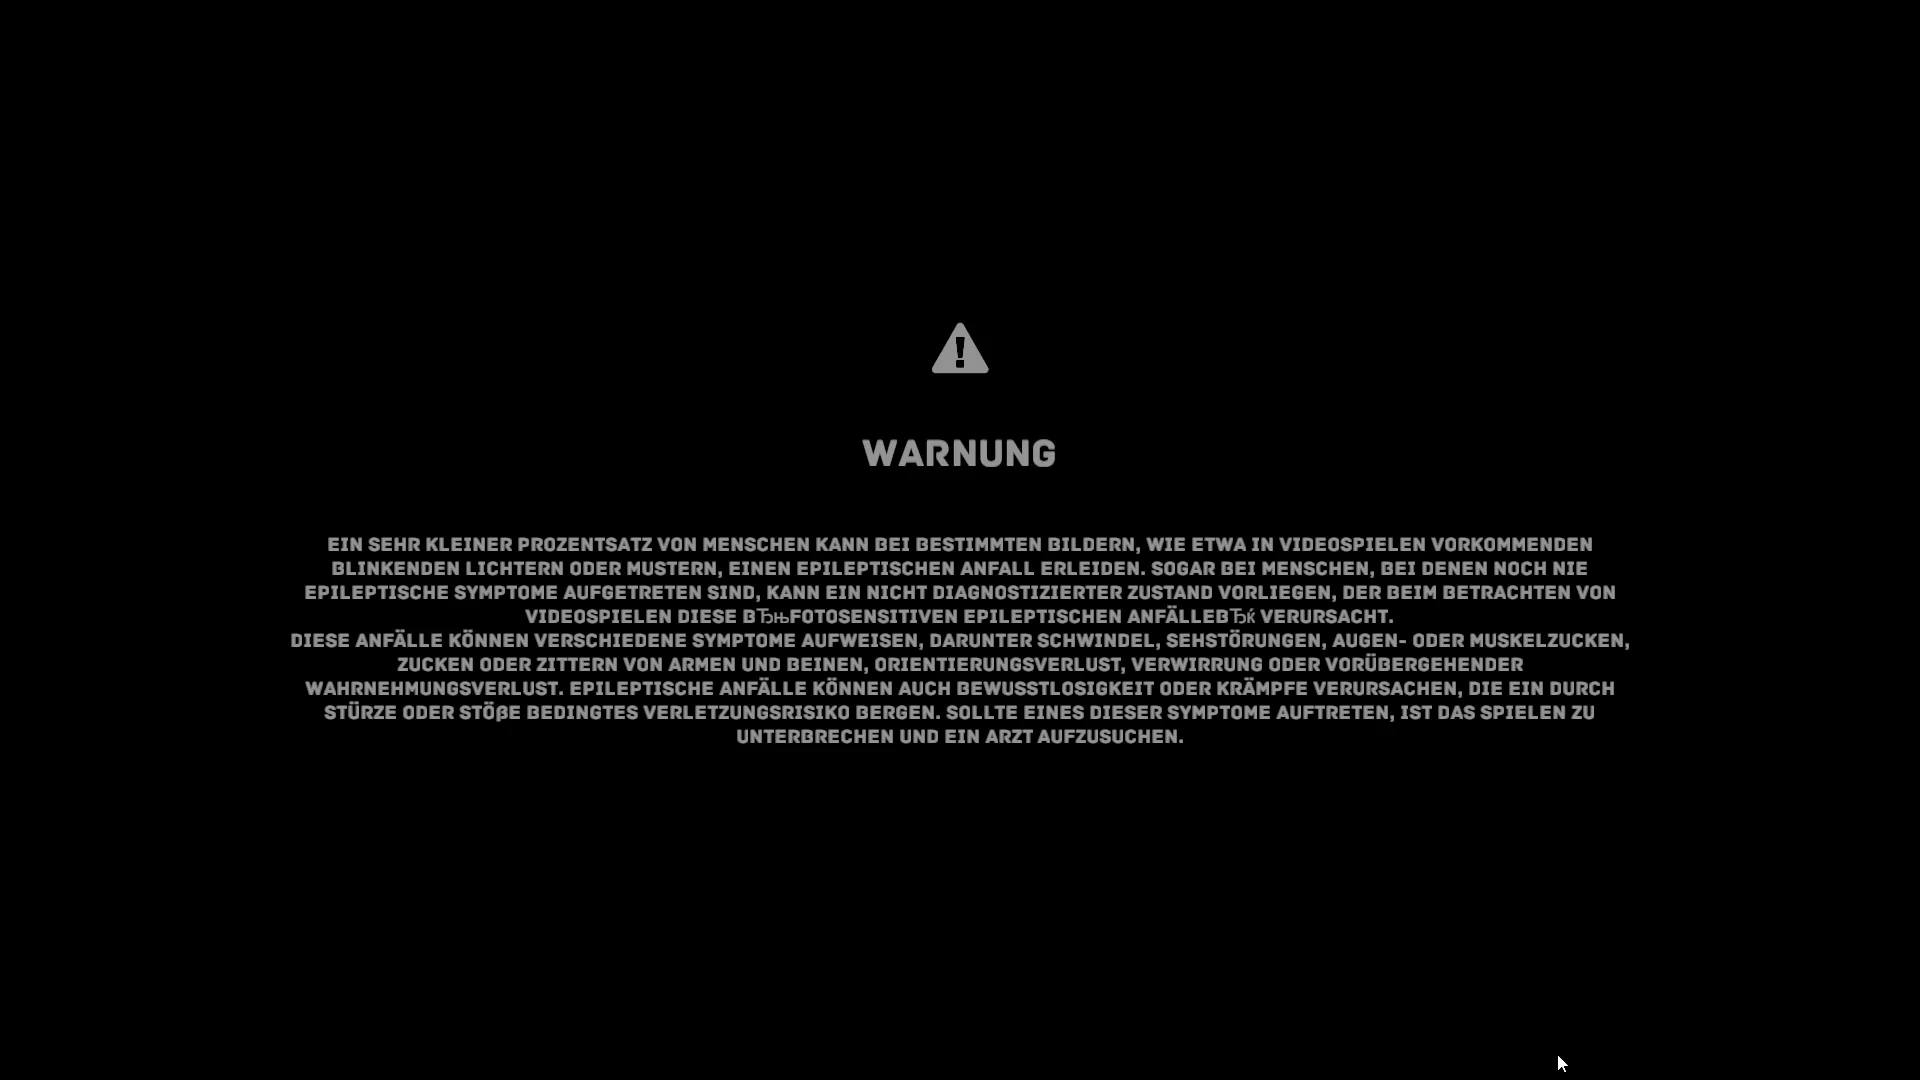 WARNUNG
EIN SEHR KLEINER PROZENTSATZ VON MENSCHEN KANN BEI BESTIMMTEN BILDERN, WIE ETWA IN VIDEOSPIELEN VORKOMMENDEN
BLINKENDEN LICHTERN ODER MUSTERN, EINEN EPILEPTISCHEN ANFALL ERLEIDEN. SOGAR BEI MENSCHEN, BEI DENEN NOCH NIE
EPILEPTISCHE SYMPTOME AUFGETRETEN SIND, KANN EIN NICHT DIAGNOSTIZIERTER ZUSTAND VORLIEGEN, DER BEIM BETRACHTEN VON
VIDEOSPIELEN DIESE ВЂњFOTOSENSITIVEN EPILEPTISCHEN ANFÄLLEВЂќ VERURSACHT.
DIESE ANFÄLLE KÖNNEN VERSCHIEDENE SYMPTOME AUFWEISEN, DARUNTER SCHWINDEL, SEHSTÖRUNGEN, AUGEN- ODER MUSKELZUCKEN,
ZUCKEN ODER ZITTERN VON ARMEN UND BEINEN, ORIENTIERUNGSVERLUST, VERWIRRUNG ODER VORÜBERGEHENDER
WAHRNEHMUNGSVERLUST. EPILEPTISCHE ANFÄLLE KÖNNEN AUCH BEWUSSTLOSIGKEIT ODER KRÄMPFE VERURSACHEN, DIE EIN DURCH
STÜRZE ODER STÖßE BEDINGTES VERLETZUNGSRISIKO BERGEN. SOLLTE EINES DIESER SYMPTOME AUFTRETEN, IST DAS SPIELEN ZU
UNTERBRECHEN UND EIN ARZT AUFZUSUCHEN.